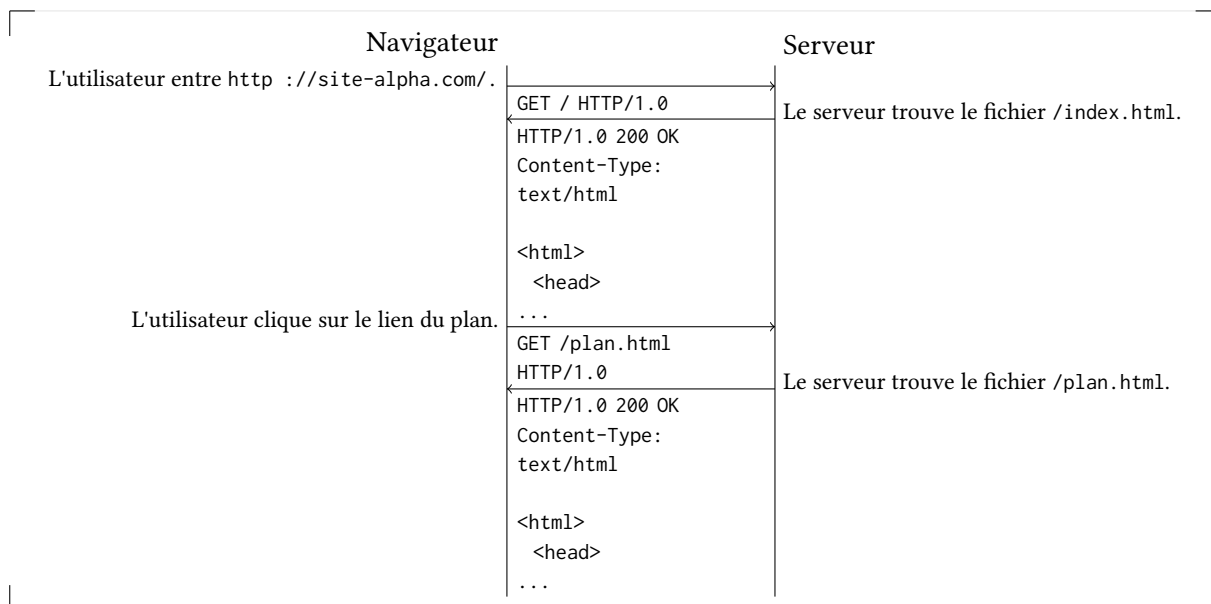 Navigateur
Serveur
L'utilisateur entre http ://site-alpha.com/.
GET / HTTP/1.0
Le serveur trouve le fichier /index.html.
HTTP/1.0 200 OK
Content-Type:
text/html
<html>
<head>
...
L'utilisateur clique sur le lien du plan.
GET /plan.html
HTTP/1.0
Le serveur trouve le fichier /plan.html.
HTTP/1.0 200 OK
Content-Type:
text/html
<html>
<head>
...